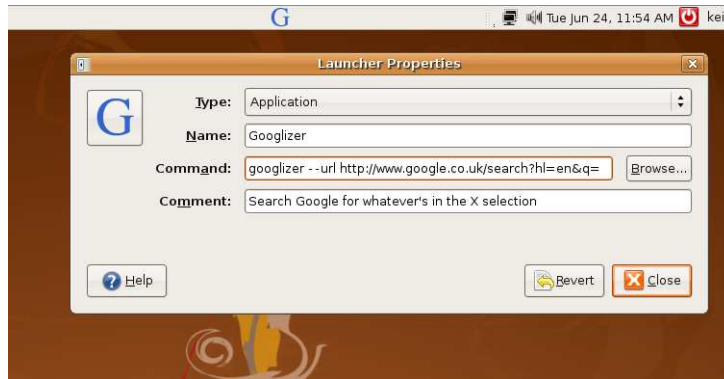 G
Tue Jun 24, 11:54 AM kei
Launcher Properties
G
Type: Application
Name: Googlizer
Command: googlizer --url http://www.google.co.uk/search?hl=en&q= Browse...
Comment: Search Google for whatever's in the X selection
Help Revert Close